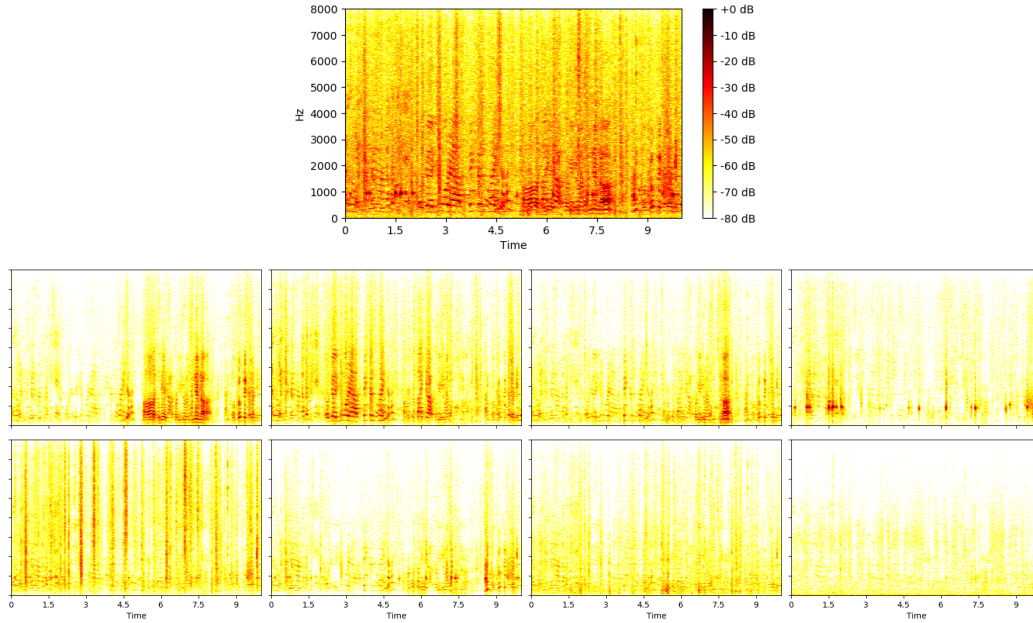 8000
7000
6000
5000
4000
3000
2000
1000
0
Hz
0 1.5 3 4.5 6 7.5 9
Time
+0 dB
-10 dB
-20 dB
-30 dB
-40 dB
-50 dB
-60 dB
-70 dB
-80 dB
0 1.5 3 4.5 6 7.5 9
Time
0 1.5 3 4.5 6 7.5 9
Time
0 1.5 3 4.5 6 7.5 9
Time
0 1.5 3 4.5 6 7.5 9
Time